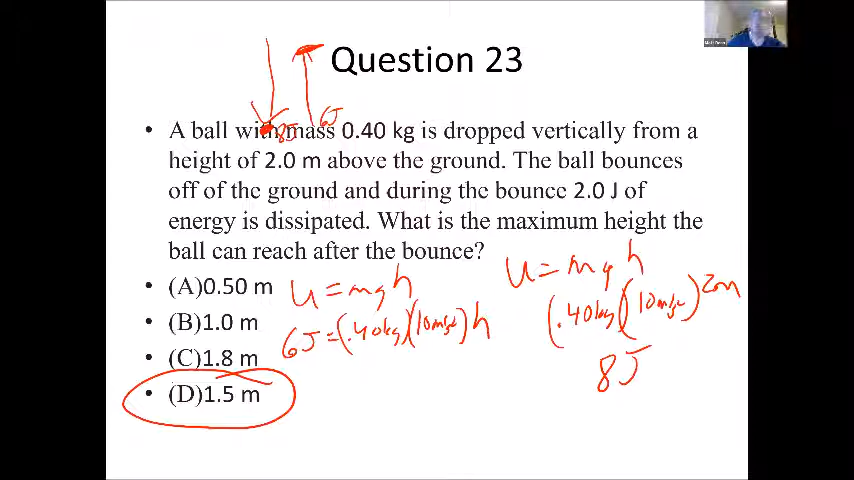 Question 23
8J
6J
• A ball with mass 0.40 kg is dropped vertically from a
height of 2.0 m above the ground. The ball bounces
off of the ground and during the bounce 2.0 J of
energy is dissipated. What is the maximum height the
ball can reach after the bounce?
• (A)0.50 m
• (B)1.0 m
• (C)1.8 m
• (D)1.5 m
U = mgh
6J = (.40kg)(10m/s²)h
U = mgh
(.40kg)(10m/s²)2m
8J
Matt Dean